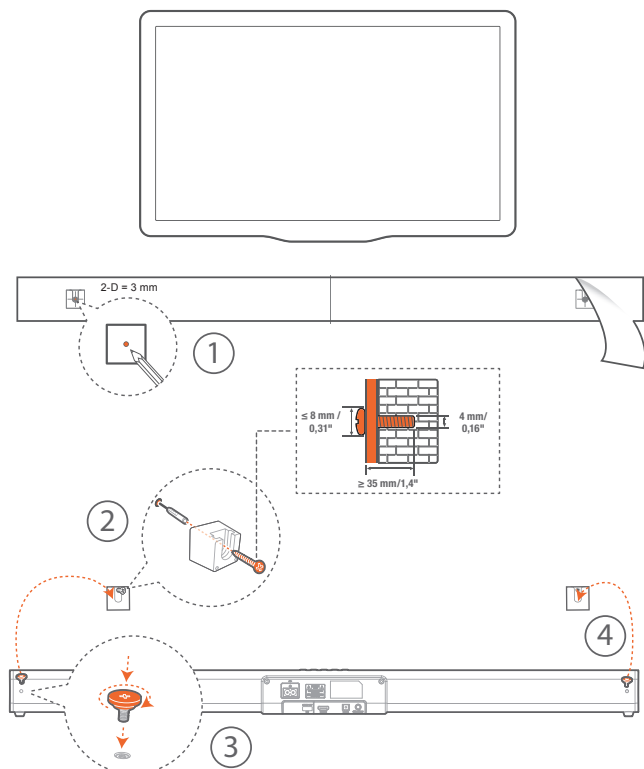 2-D = 3 mm
1
≤ 8 mm /
0,31"
4 mm/
0,16"
≥ 35 mm/1,4"
2
4
3